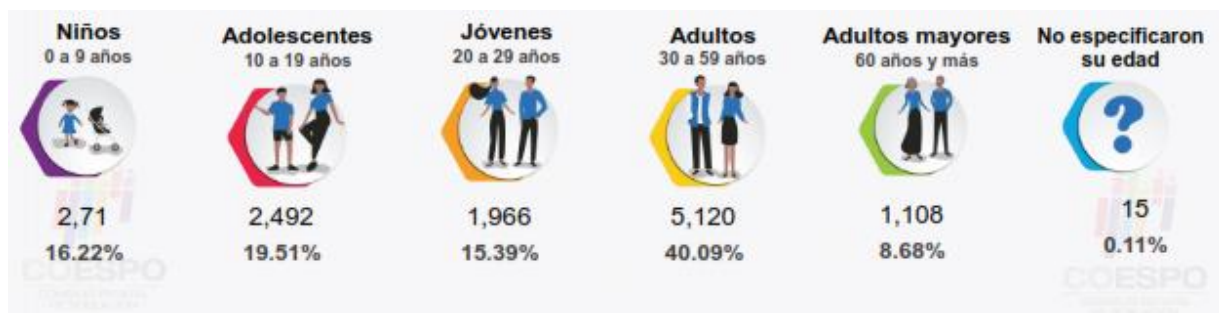 Niños
0 a 9 años
2,71
16.22%
Adolescentes
10 a 19 años
2,492
19.51%
Jóvenes
20 a 29 años
1,966
15.39%
Adultos
30 a 59 años
5,120
40.09%
Adultos mayores
60 años y más
1,108
8.68%
No especificaron
su edad
?
15
0.11%
COESPO
COESPO